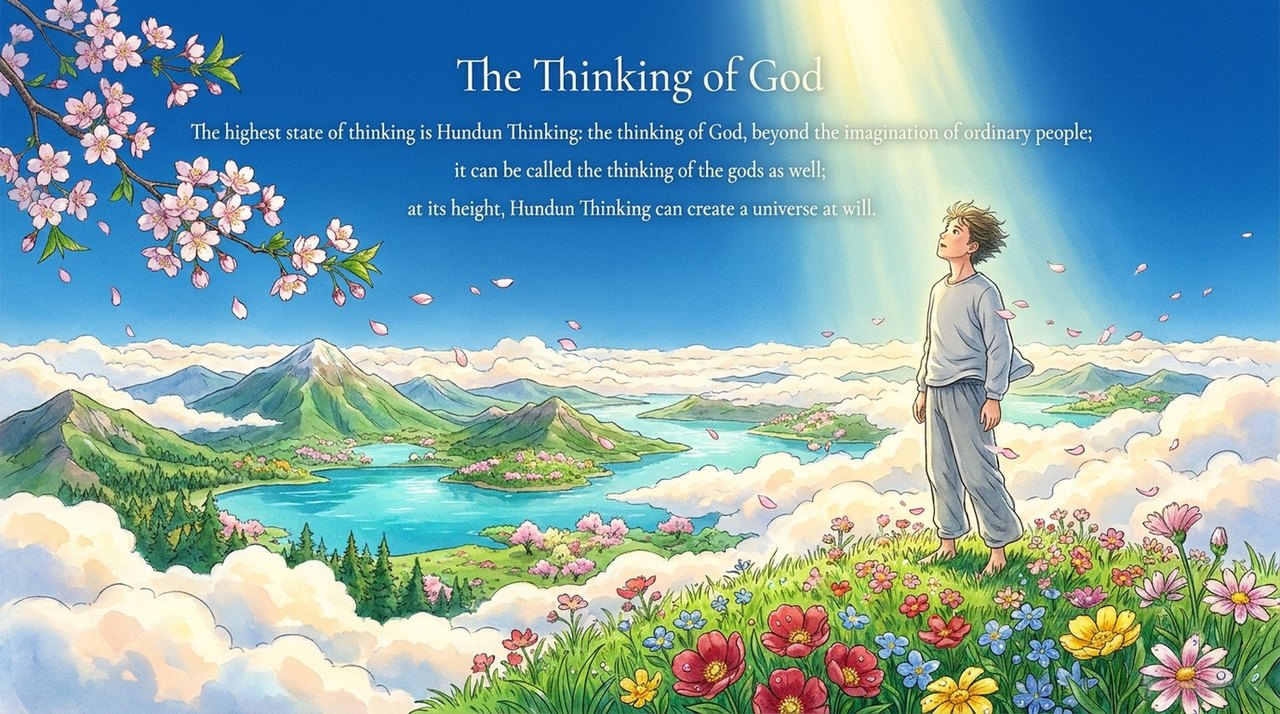 The Thinking of God
The highest state of thinking is Hundun Thinking: the thinking of God, beyond the imagination of ordinary people;
it can be called the thinking of the gods as well;
at its height, Hundun Thinking can create a universe at will.